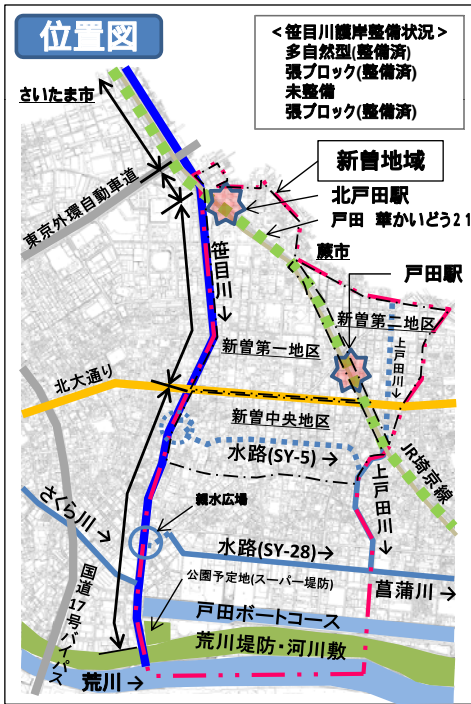 位置図
<笹目川護岸整備状況>
多自然型(整備済)
張ブロック(整備済)
未整備
張ブロック(整備済)
さいたま市
東京外環自動車道
新曽地域
北戸田駅
戸田 華かいどう21
蕨市
戸田駅
笹目川→
新曽第二地区
上戸田川→
新曽第一地区
北大通り
新曽中央地区
水路(SY-5)→
JR埼京線
上戸田川→
さくら川→
親水広場
水路(SY-28)→
公園予定地(スーパー堤防)
菖蒲川→
国道17号バイパス
戸田ボートコース
荒川堤防・河川敷
荒川→